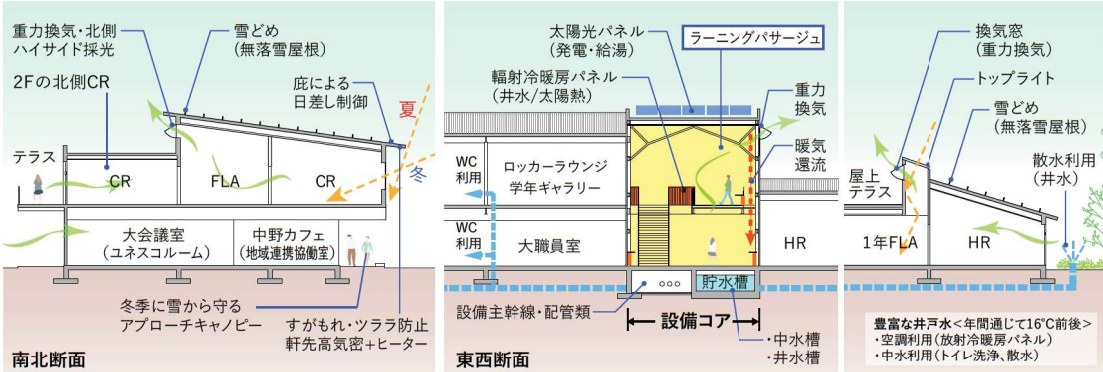 重力換気・北側
ハイサイド採光
雪どめ
(無落雪屋根)
2Fの北側CR
庇による
日差し制御
夏
冬
テラス
CR
FLA
CR
大会議室
(ユネスコルーム)
中野カフェ
(地域連携協働室)
冬季に雪から守る
アプローチキャノピー
すがもれ・ツララ防止
軒先高気密+ヒーター
南北断面
太陽光パネル
(発電・給湯)
ラーニングパサージュ
輻射冷暖房パネル
(井水/太陽熱)
重力
換気
暖気
還流
WC
利用
ロッカーラウンジ
学年ギャラリー
WC
利用
大職員室
HR
貯水槽
設備主幹線・配管類
設備コア
・中水槽
・井水槽
東西断面
換気窓
(重力換気)
トップライト
雪どめ
(無落雪屋根)
散水利用
(井水)
屋上
テラス
1年FLA
HR
豊富な井戸水<年間通じて16℃前後>
・空調利用(放射冷暖房パネル)
・中水利用(トイレ洗浄、散水)